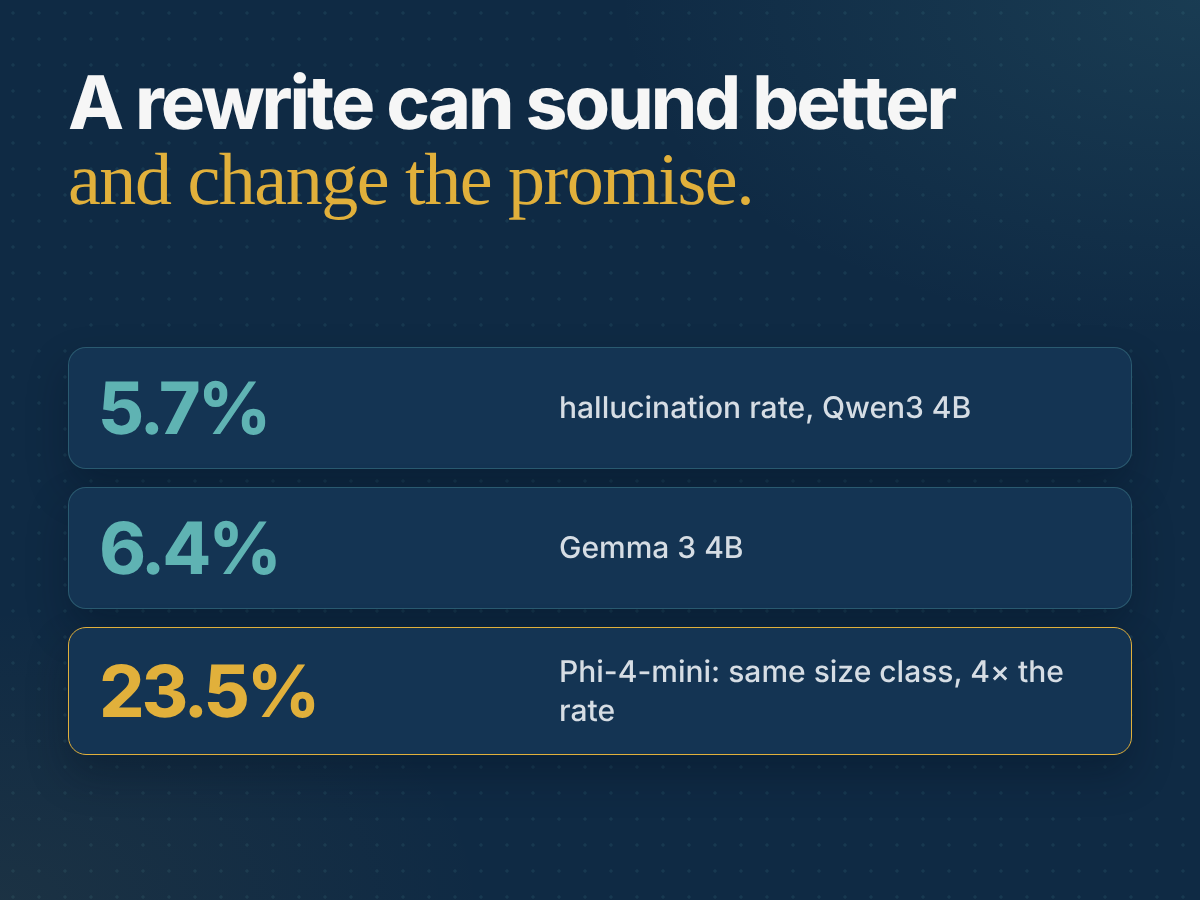 A rewrite can sound better
and change the promise.
5.7%
hallucination rate, Qwen3 4B
6.4%
Gemma 3 4B
23.5%
Phi-4-mini: same size class, 4× the
rate